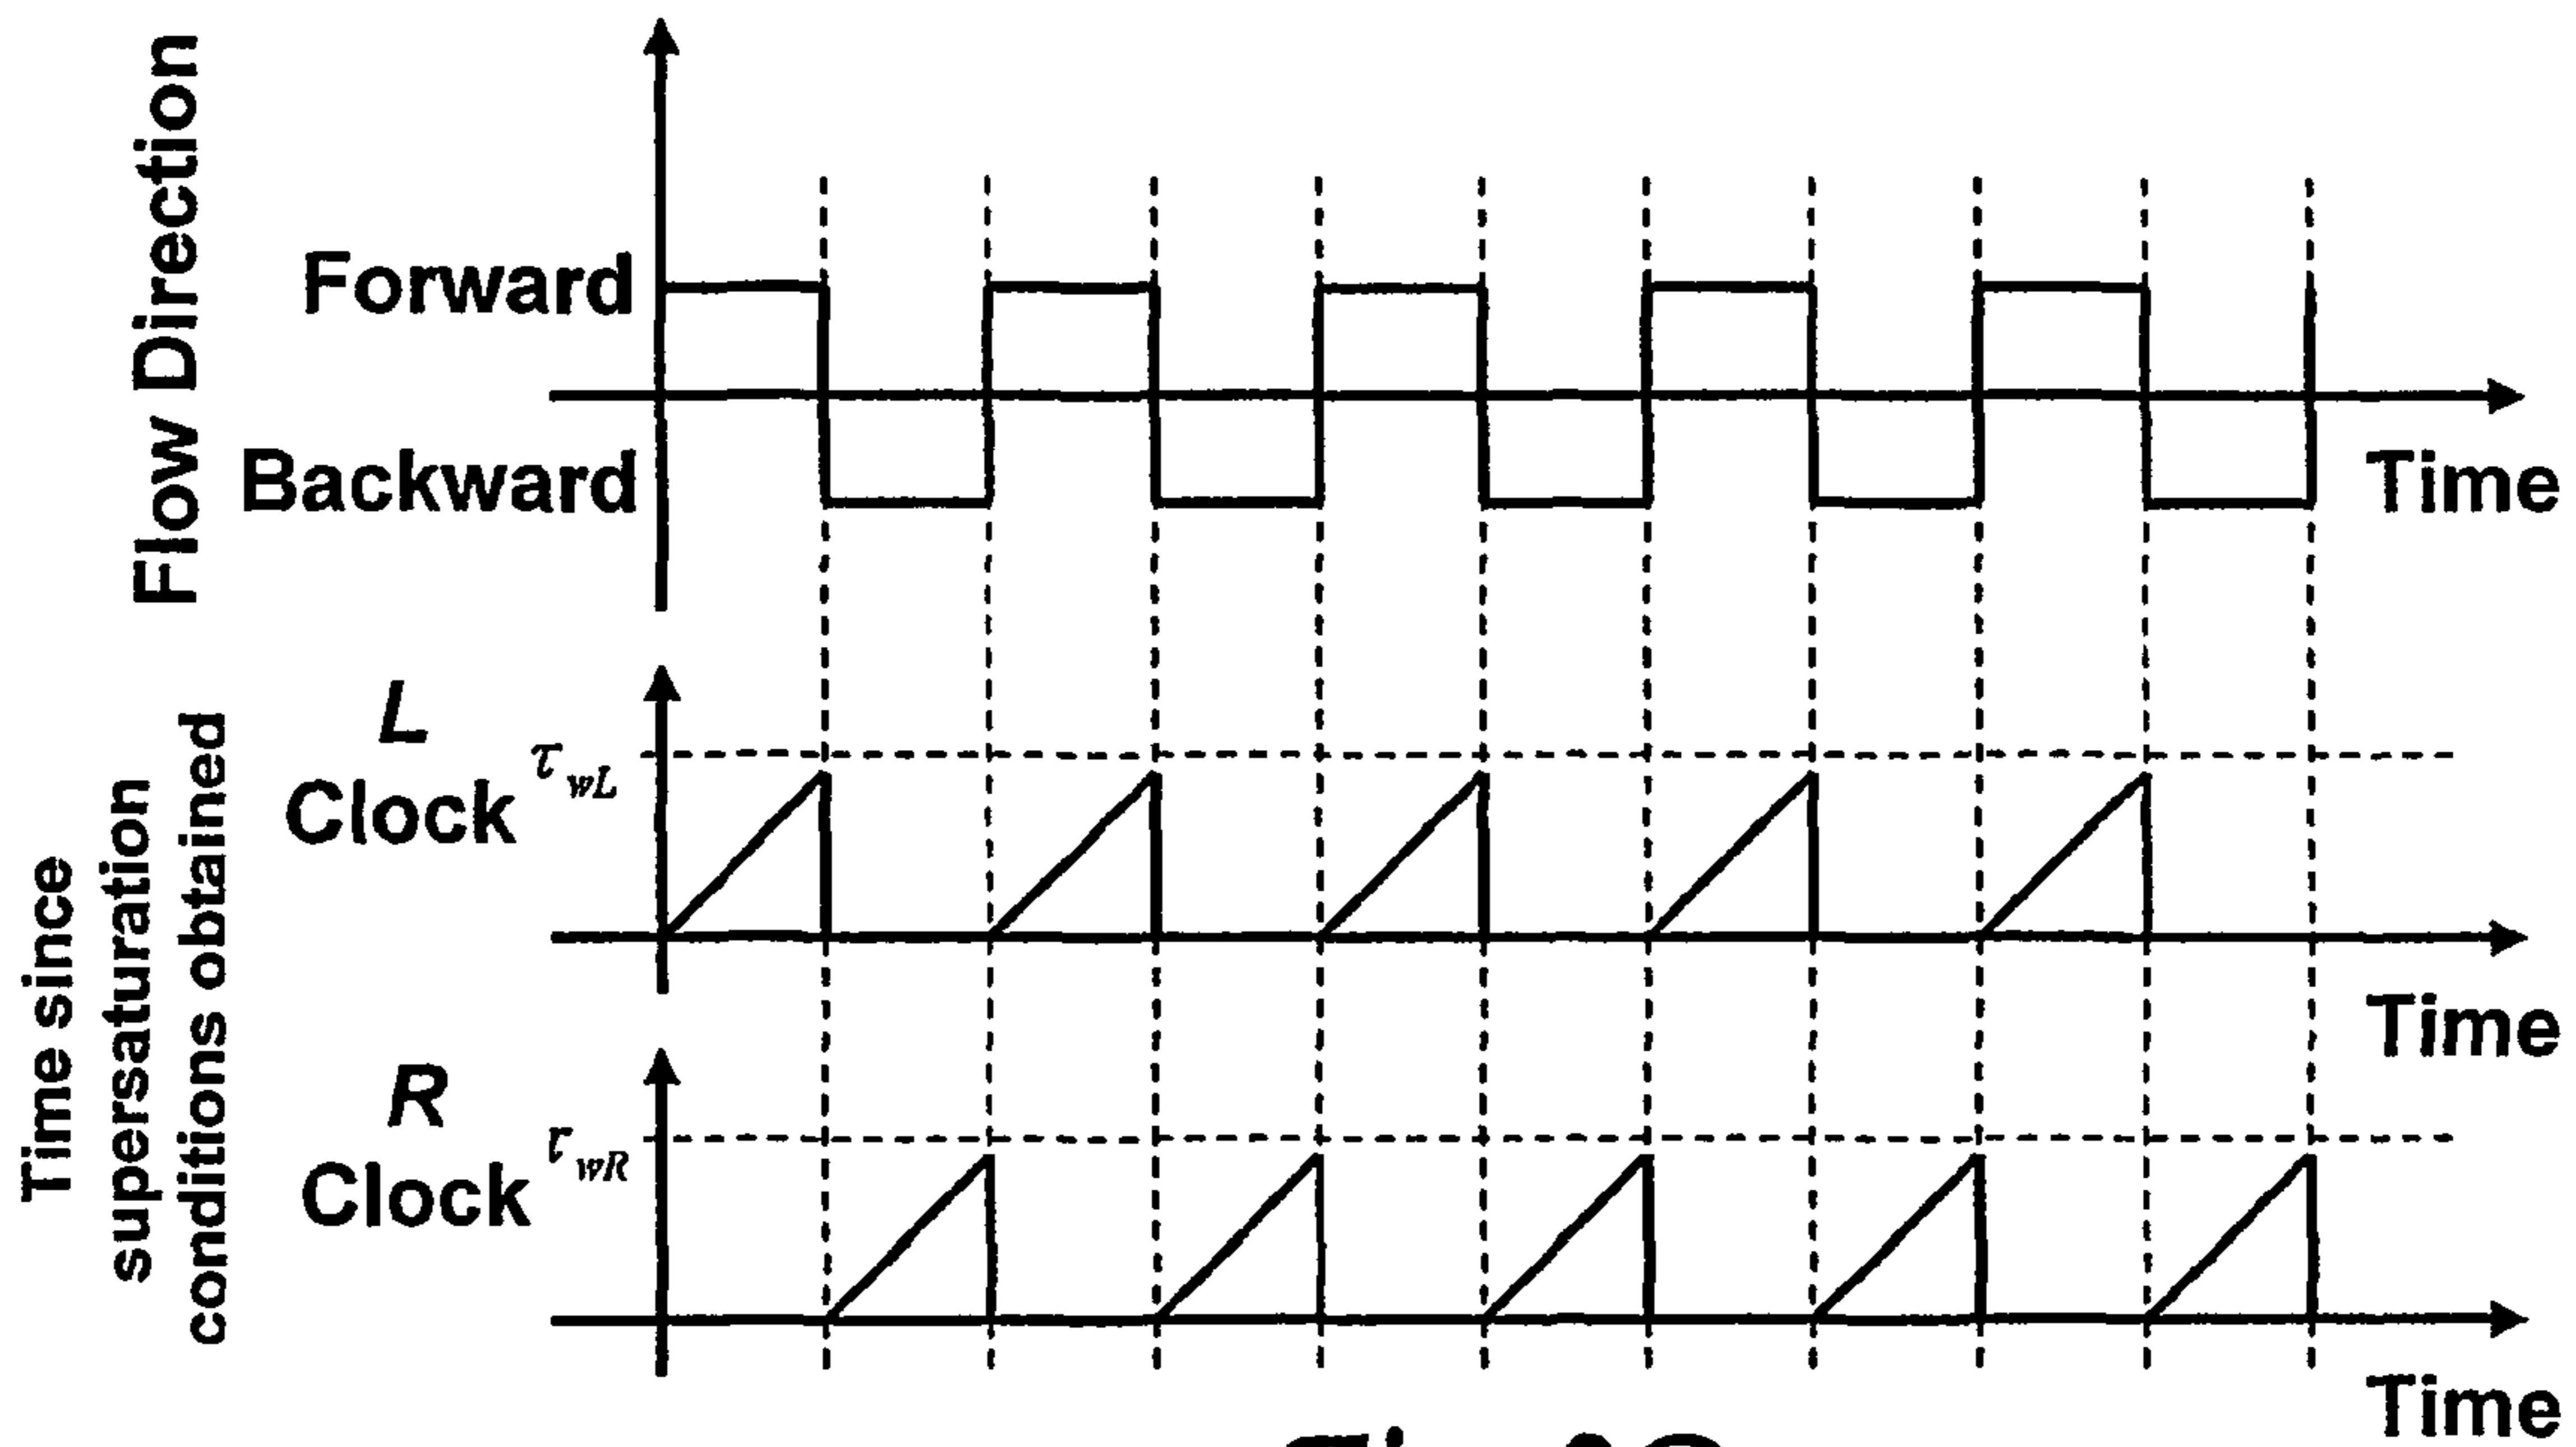 Flow Direction
Forward
Backward
Time
Time since
supersaturation
conditions obtained
L
Clock
τwL
Time
R
Clock
τwR
Time